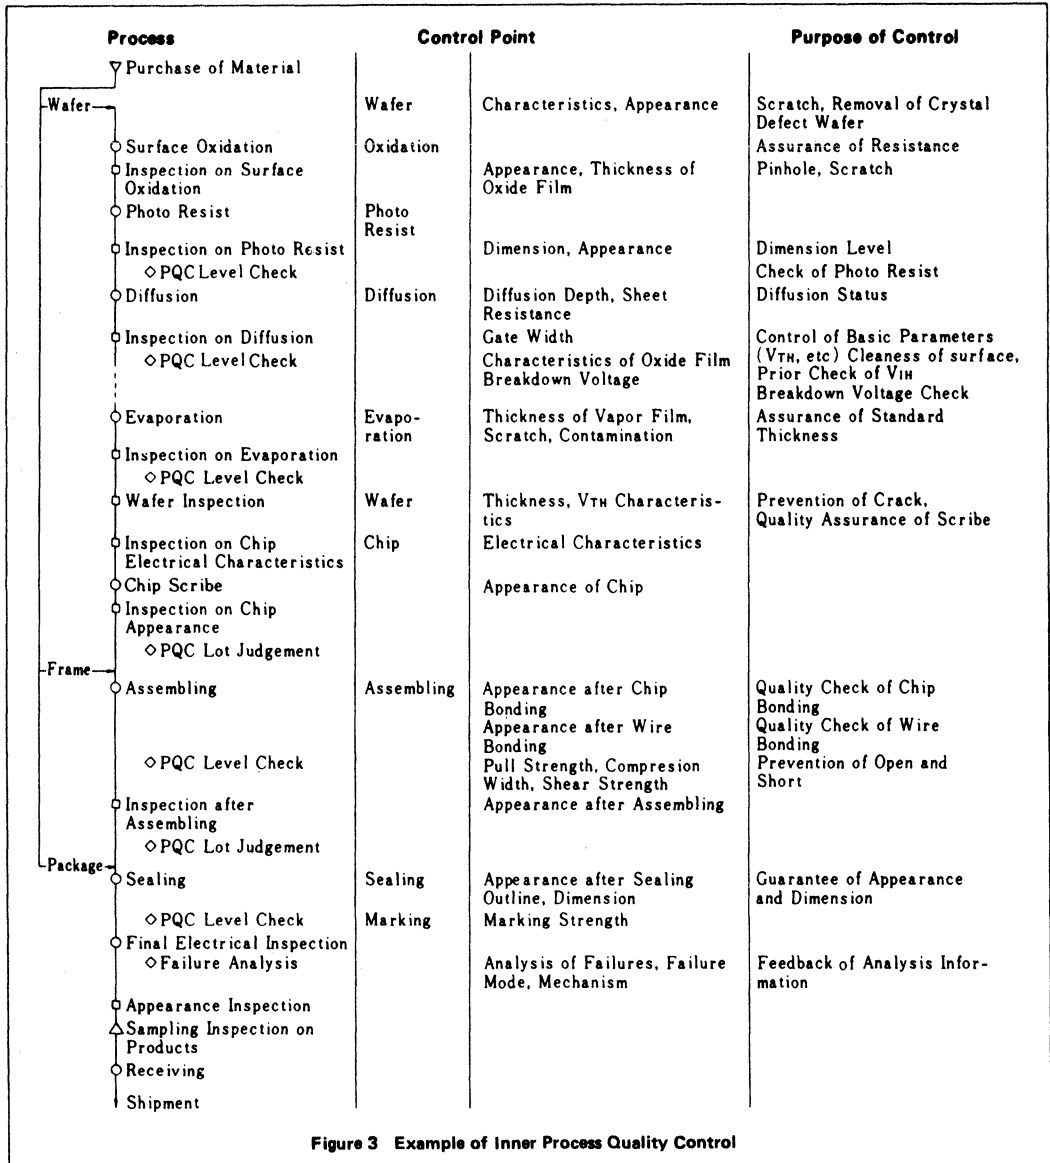 Process Control Point Purpose of Control
Purchase of Material
Wafer Wafer Characteristics, Appearance Scratch, Removal of Crystal
Defect Wafer
Surface Oxidation Oxidation Assurance of Resistance
Inspection on Surface Appearance, Thickness of Pinhole, Scratch
Oxidation Oxide Film
Photo Resist Photo
Resist
Inspection on Photo Resist Dimension, Appearance Dimension Level
◇PQC Level Check Check of Photo Resist
Diffusion Diffusion Diffusion Depth, Sheet Diffusion Status
Resistance
Inspection on Diffusion Gate Width Control of Basic Parameters
◇PQC Level Check Characteristics of Oxide Film (VTH, etc) Cleaness of surface,
Breakdown Voltage Prior Check of VIH
Breakdown Voltage Check
Evaporation Evapo- Thickness of Vapor Film, Assurance of Standard
ration Scratch, Contamination Thickness
Inspection on Evaporation
◇PQC Level Check
Wafer Inspection Wafer Thickness, VTH Characteris- Prevention of Crack,
tics Quality Assurance of Scribe
Inspection on Chip Chip Electrical Characteristics
Electrical Characteristics
Chip Scribe Appearance of Chip
Inspection on Chip
Appearance
◇PQC Lot Judgement
Frame
Assembling Assembling Appearance after Chip Quality Check of Chip
Bonding Bonding
Appearance after Wire Quality Check of Wire
Bonding Bonding
◇PQC Level Check Pull Strength, Compresion Prevention of Open and
Width, Shear Strength Short
Inspection after Appearance after Assembling
Assembling
◇PQC Lot Judgement
Package
Sealing Sealing Appearance after Sealing Guarantee of Appearance
Outline, Dimension and Dimension
◇PQC Level Check Marking Marking Strength
Final Electrical Inspection
◇Failure Analysis Analysis of Failures, Failure Feedback of Analysis Infor-
Mode, Mechanism mation
Appearance Inspection
Sampling Inspection on
Products
Receiving
Shipment
Figure 3 Example of Inner Process Quality Control